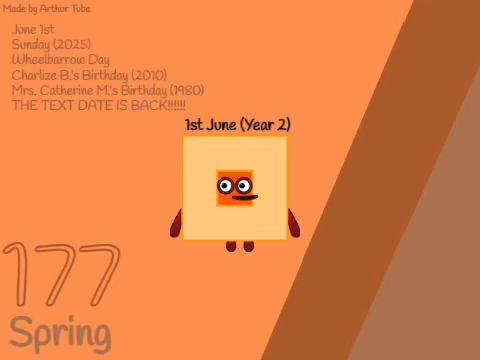 Made by Arthur Tobe
June 1st
Sunday (2025)
Wheelbarrow Day
Charlize B.'s Birthday (2010)
Mrs. Catherine M.'s Birthday (1980)
THE TEXT DATE IS BACK!!!!!!
1st June (Year 2)
177
Spring